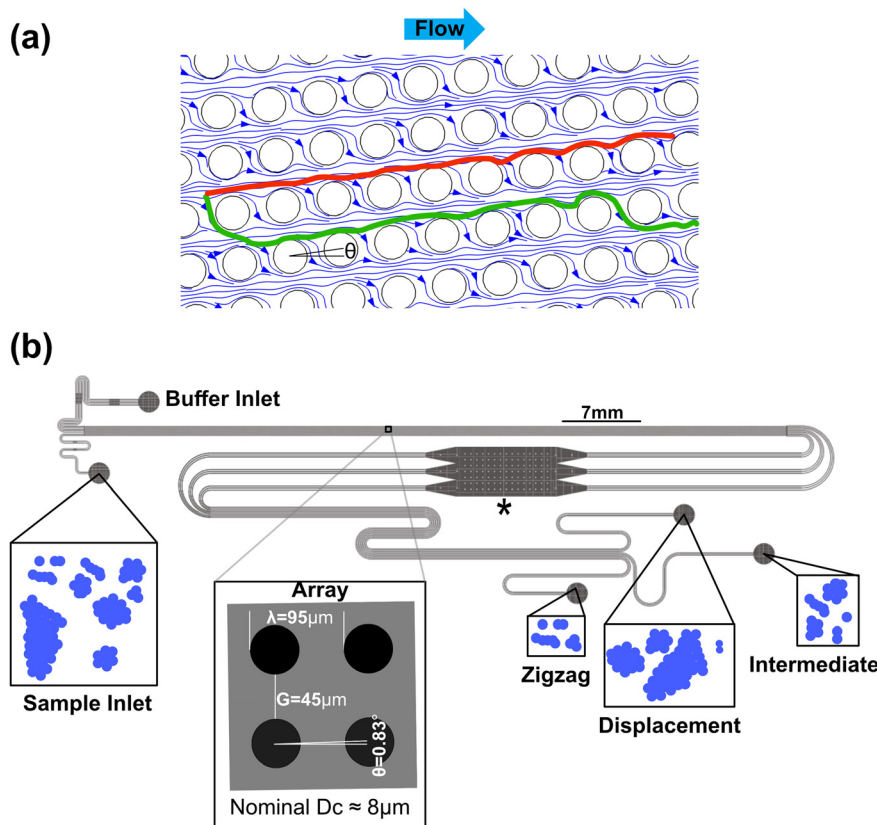 (a)
Flow
θ
(b)
Buffer Inlet
7mm
*
Sample Inlet
Array
λ=95μm
G=45μm
θ=0.83°
Nominal Dc ≈ 8μm
Zigzag
Displacement
Intermediate